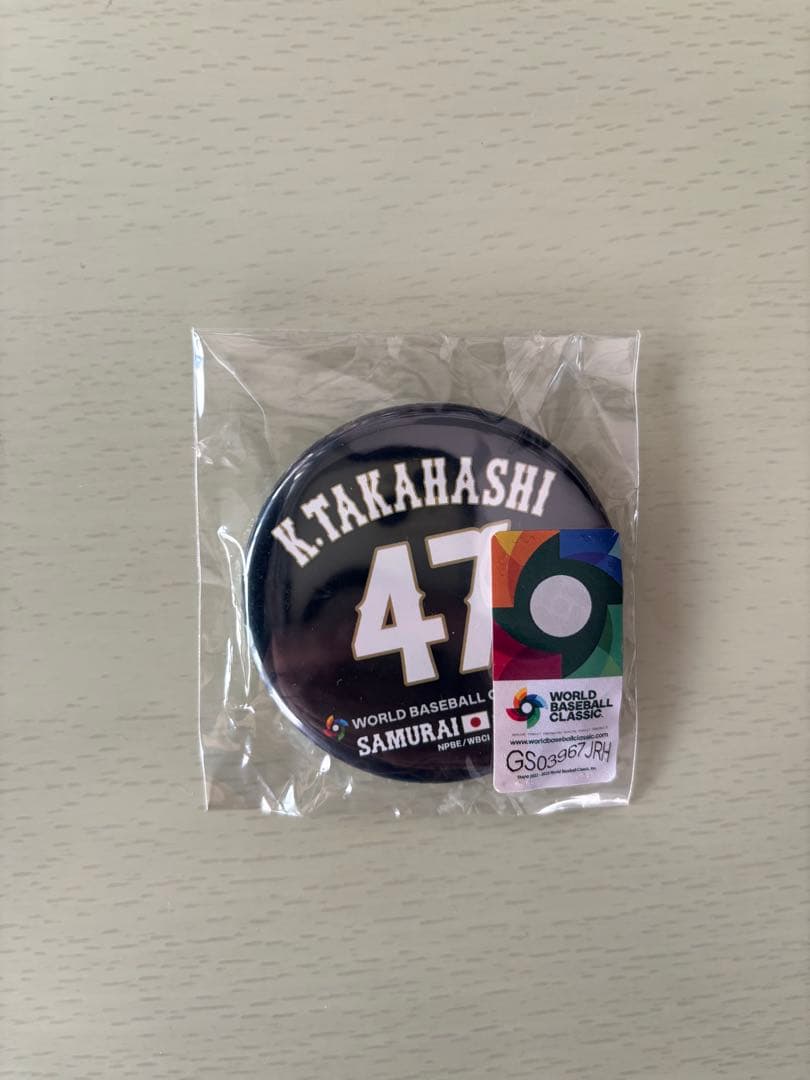 K.TAKAHASHI
47
WORLD BASEBALL
SAMURAI
NPBE/WBCI
WORLD
BASEBALL
CLASSIC.
www.worldbaseballclassic.com
GS03967JRH